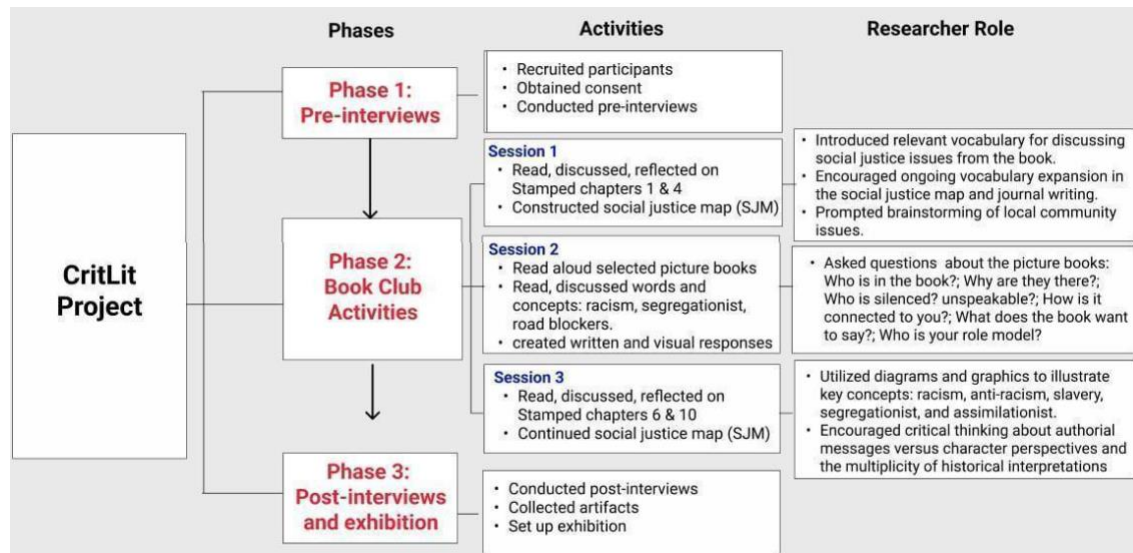 Phases
Activities
Researcher Role
CritLit
Project
Phase 1:
Pre-interviews
• Recruited participants
• Obtained consent
• Conducted pre-interviews
Phase 2:
Book Club
Activities
Session 1
• Read, discussed, reflected on
Stamped chapters 1 & 4
• Constructed social justice map (SJM)
• Introduced relevant vocabulary for discussing
social justice issues from the book.
• Encouraged ongoing vocabulary expansion in
the social justice map and journal writing.
• Prompted brainstorming of local community
issues.
Session 2
• Read aloud selected picture books
• Read, discussed words and
concepts: racism, segregationist,
road blockers.
• created written and visual responses
• Asked questions about the picture books:
Who is in the book?; Why are they there?;
Who is silenced? unspeakable?; How is it
connected to you?; What does the book want
to say?; Who is your role model?
Session 3
• Read, discussed, reflected on
Stamped chapters 6 & 10
• Continued social justice map (SJM)
• Utilized diagrams and graphics to illustrate
key concepts: racism, anti-racism, slavery,
segregationist, and assimilationist.
• Encouraged critical thinking about authorial
messages versus character perspectives and
the multiplicity of historical interpretations
Phase 3:
Post-interviews
and exhibition
• Conducted post-interviews
• Collected artifacts
• Set up exhibition